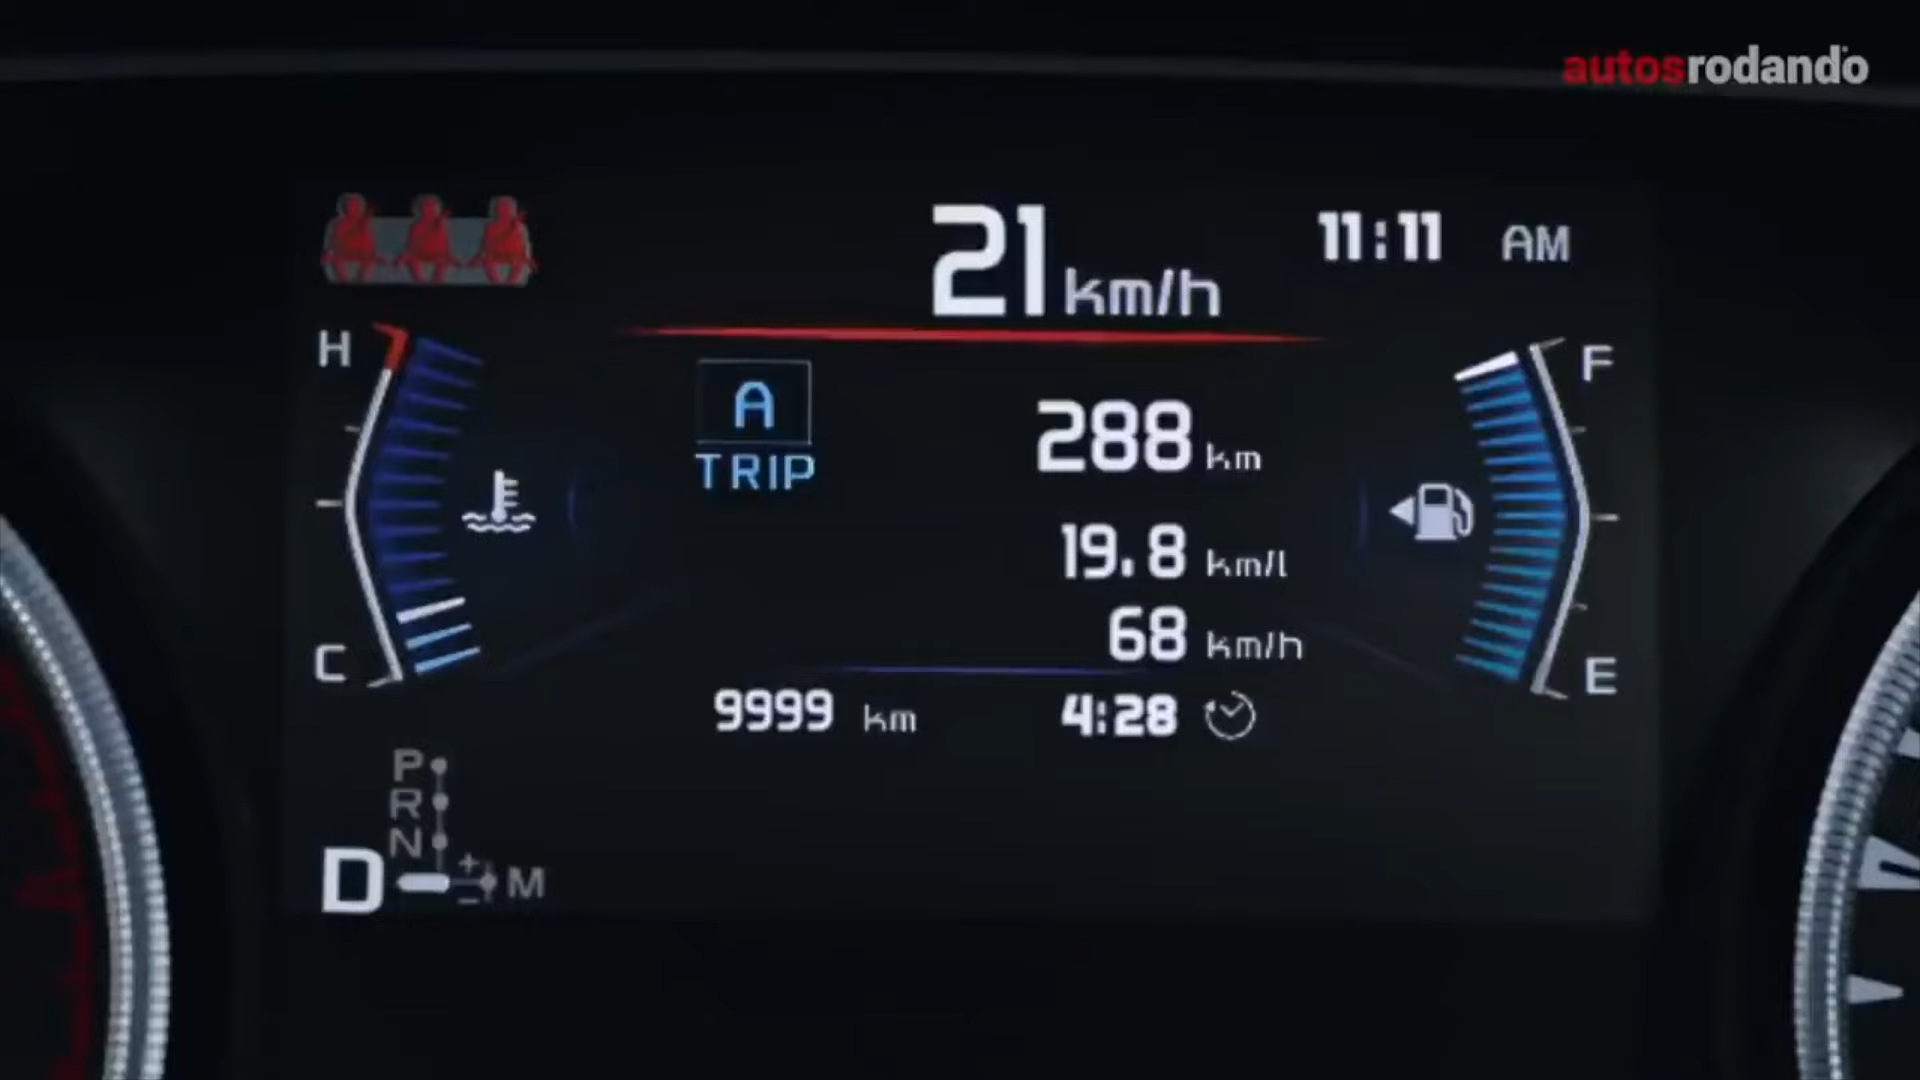 autosrodando
21 km/h
11:11 AM
H
F
A
TRIP
288 km
19.8 km/l
68 km/h
C
E
9999 km
4:28
P
R
N
D
+
−
M